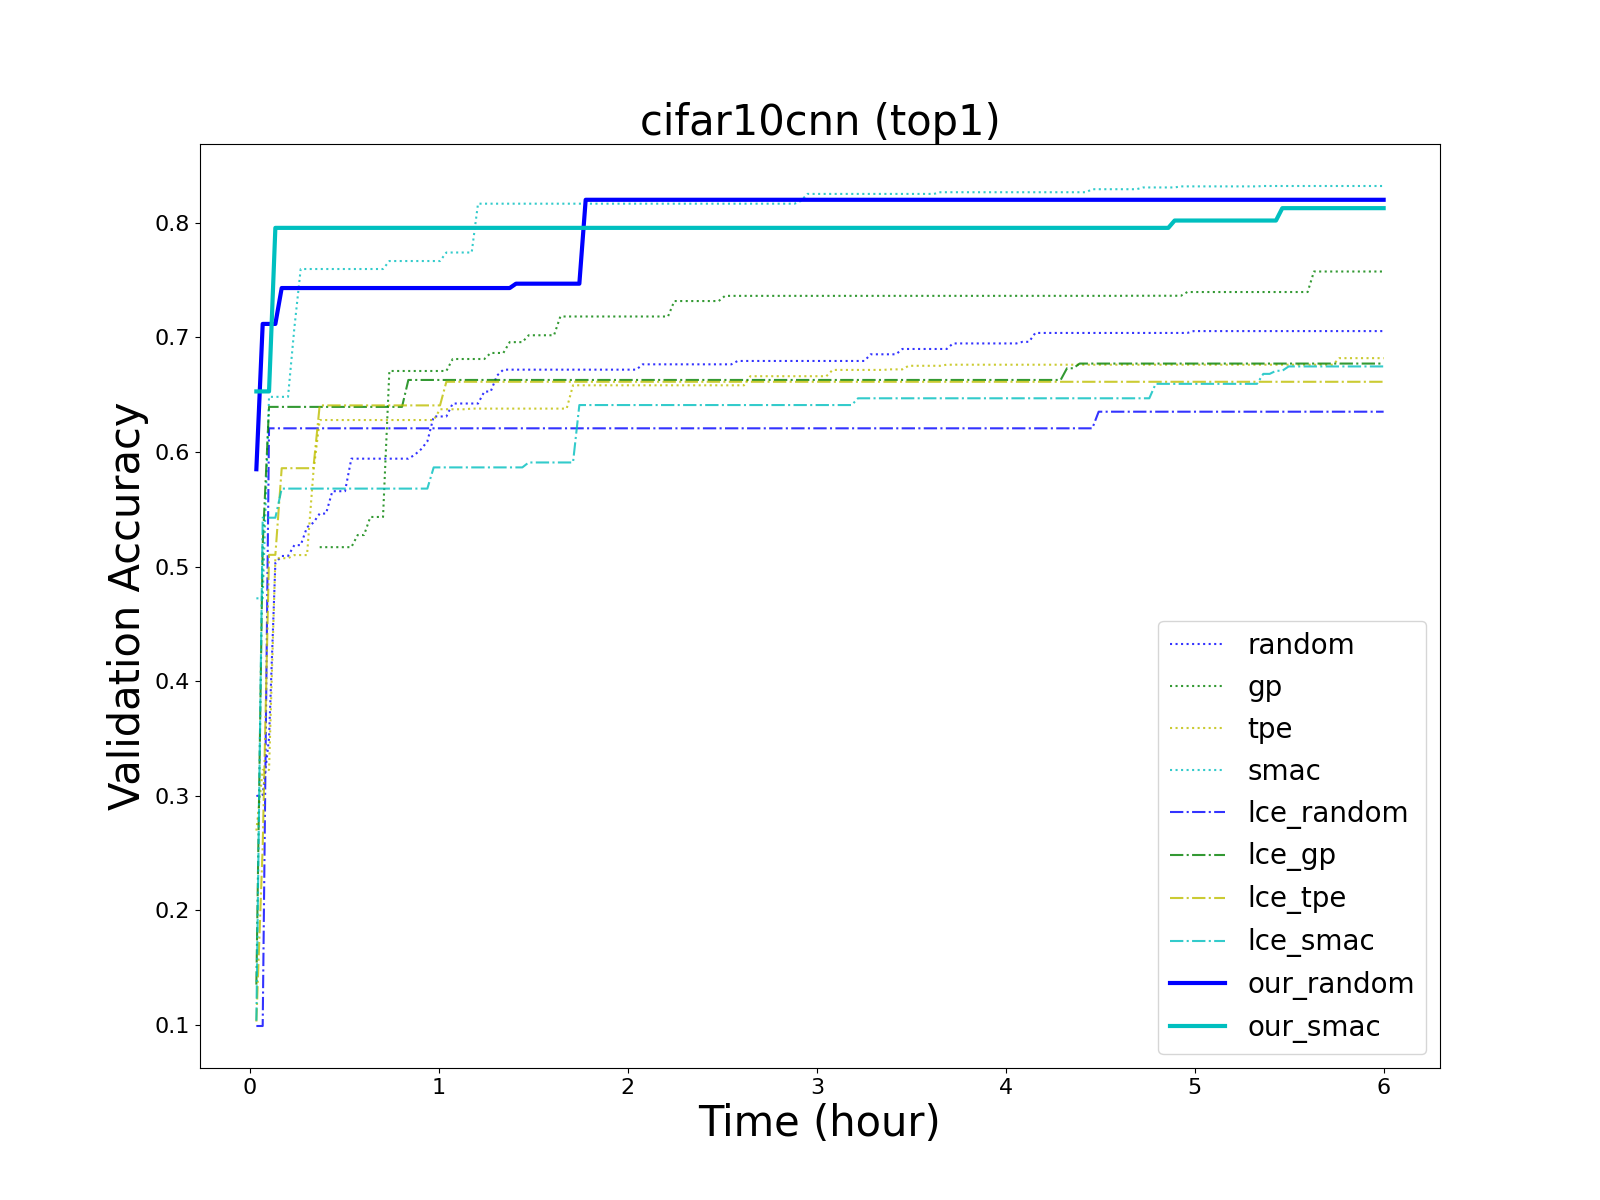 cifar10cnn (top1)
Validation Accuracy
0.8
0.7
0.6
0.5
0.4
0.3
0.2
0.1
0 1 2 3 4 5 6
Time (hour)
random
gp
tpe
smac
lce_random
lce_gp
lce_tpe
lce_smac
our_random
our_smac